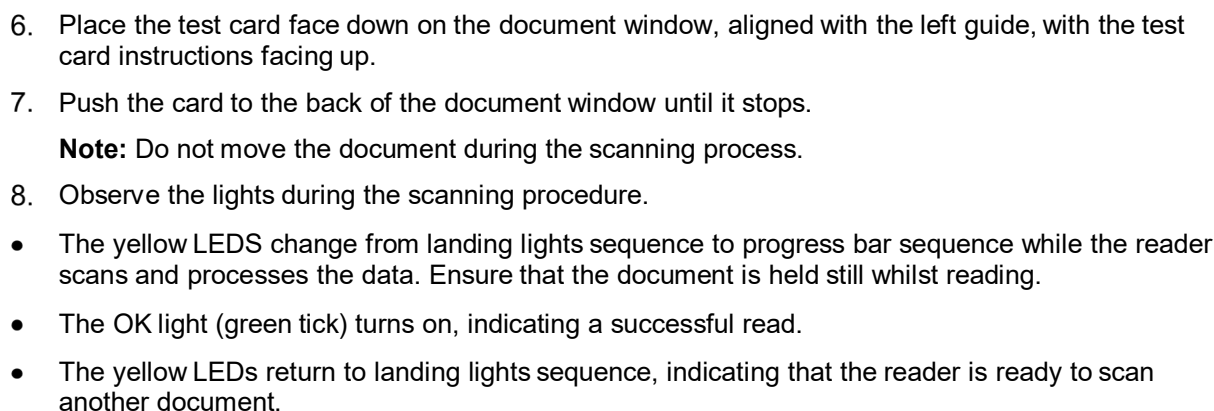 6. Place the test card face down on the document window, aligned with the left guide, with the test
card instructions facing up.
7. Push the card to the back of the document window until it stops.
Note: Do not move the document during the scanning process.
8. Observe the lights during the scanning procedure.
• The yellow LEDS change from landing lights sequence to progress bar sequence while the reader
scans and processes the data. Ensure that the document is held still whilst reading.
• The OK light (green tick) turns on, indicating a successful read.
• The yellow LEDs return to landing lights sequence, indicating that the reader is ready to scan
another document.